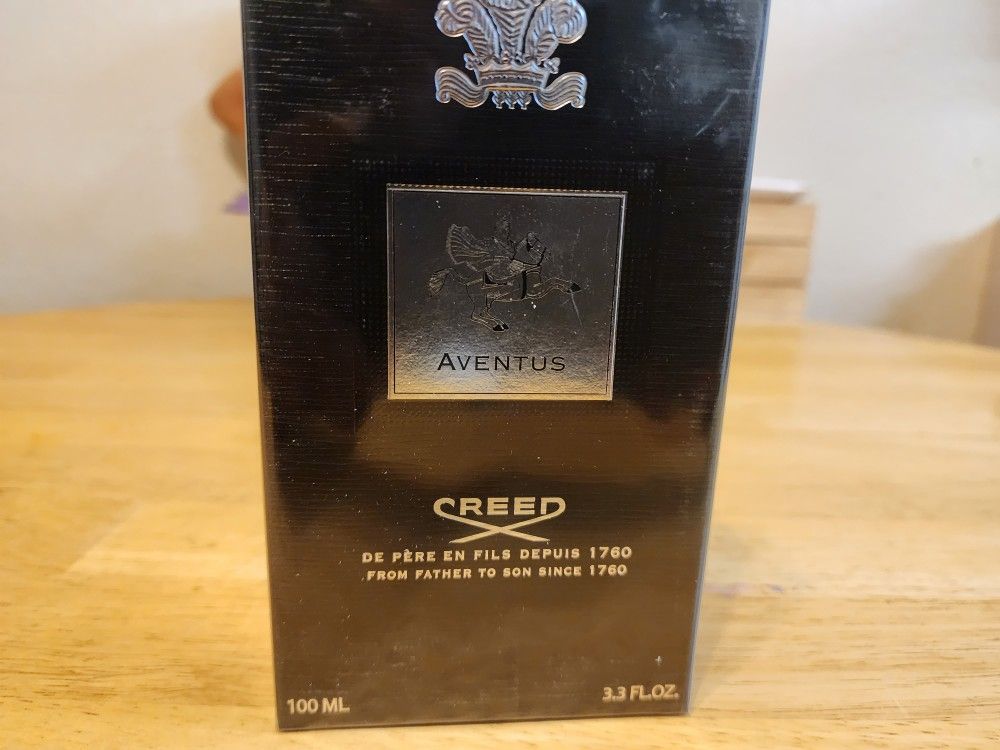 AVENTUS
CREED
DE PÈRE EN FILS DEPUIS 1760
FROM FATHER TO SON SINCE 1760
100 ML
3.3 FL.OZ.